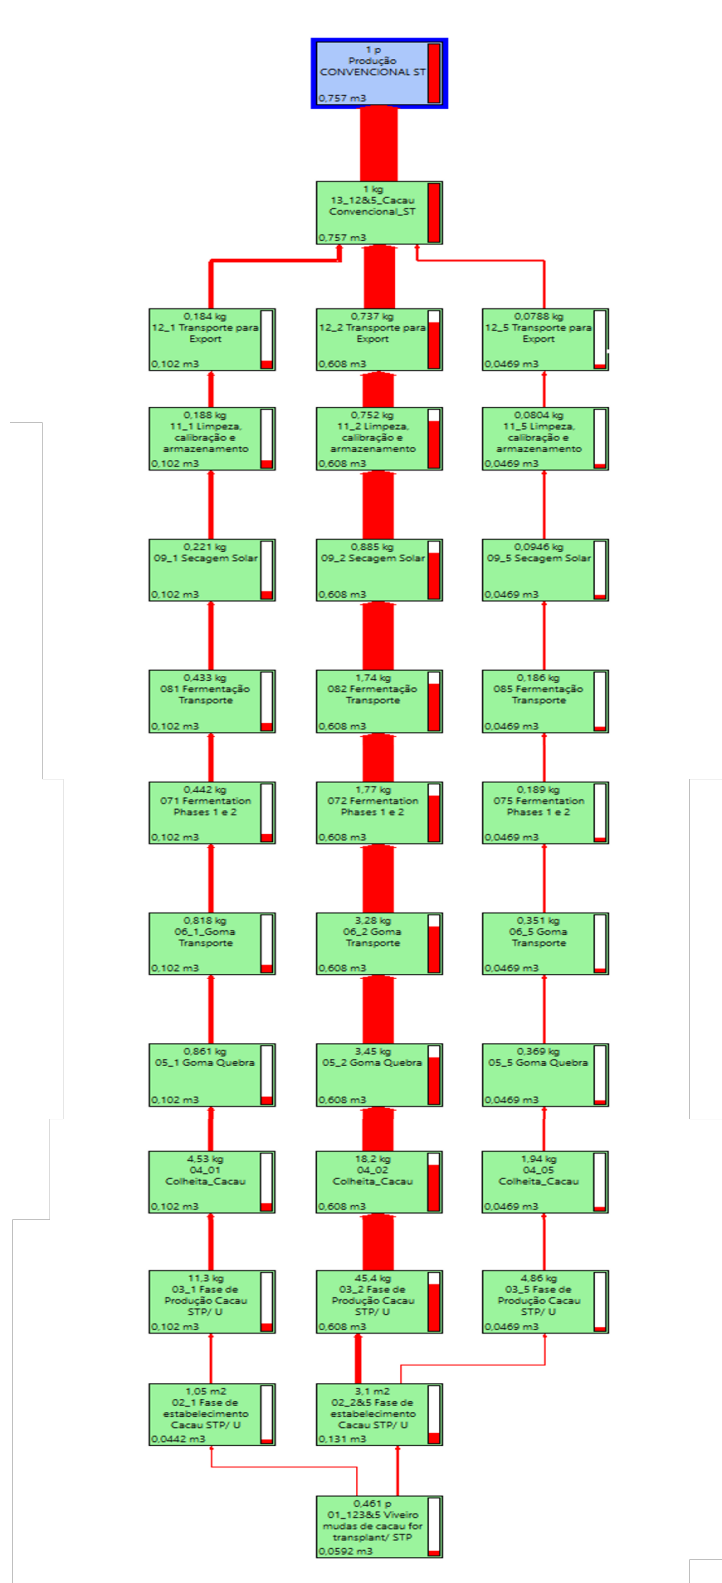 1 p
Produção
CONVENCIONAL ST
0,757 m3
1 kg
13_12&5_Cacau
Convencional_ST
0,757 m3
0,184 kg
12_1 Transporte para
Export
0,102 m3
0,737 kg
12_2 Transporte para
Export
0,608 m3
0,0788 kg
12_5 Transporte para
Export
0,0469 m3
0,188 kg
11_1 Limpeza,
calibração e
armazenamento
0,102 m3
0,752 kg
11_2 Limpeza,
calibração e
armazenamento
0,608 m3
0,0804 kg
11_5 Limpeza,
calibração e
armazenamento
0,0469 m3
0,221 kg
09_1 Secagem Solar
0,102 m3
0,885 kg
09_2 Secagem Solar
0,608 m3
0,0946 kg
09_5 Secagem Solar
0,0469 m3
0,433 kg
081 Fermentação
Transporte
0,102 m3
1,74 kg
082 Fermentação
Transporte
0,608 m3
0,186 kg
085 Fermentação
Transporte
0,0469 m3
0,442 kg
071 Fermentation
Phases 1 e 2
0,102 m3
1,77 kg
072 Fermentation
Phases 1 e 2
0,608 m3
0,189 kg
075 Fermentation
Phases 1 e 2
0,0469 m3
0,818 kg
06_1_Goma
Transporte
0,102 m3
3,28 kg
06_2 Goma
Transporte
0,608 m3
0,351 kg
06_5 Goma
Transporte
0,0469 m3
0,861 kg
05_1 Goma Quebra
0,102 m3
3,45 kg
05_2 Goma Quebra
0,608 m3
0,369 kg
05_5 Goma Quebra
0,0469 m3
4,53 kg
04_01
Colheita_Cacau
0,102 m3
18,2 kg
04_02
Colheita_Cacau
0,608 m3
1,94 kg
04_05
Colheita_Cacau
0,0469 m3
11,3 kg
03_1 Fase de
Produção Cacau
STP/ U
0,102 m3
45,4 kg
03_2 Fase de
Produção Cacau
STP/ U
0,608 m3
4,86 kg
03_5 Fase de
Produção Cacau
STP/ U
0,0469 m3
1,05 m2
02_1 Fase de
estabelecimento
Cacau STP/ U
0,0442 m3
3,1 m2
02_2&5 Fase de
estabelecimento
Cacau STP/ U
0,131 m3
0,461 p
01_123&5 Viveiro
mudas de cacau for
transplant/ STP
0,0592 m3